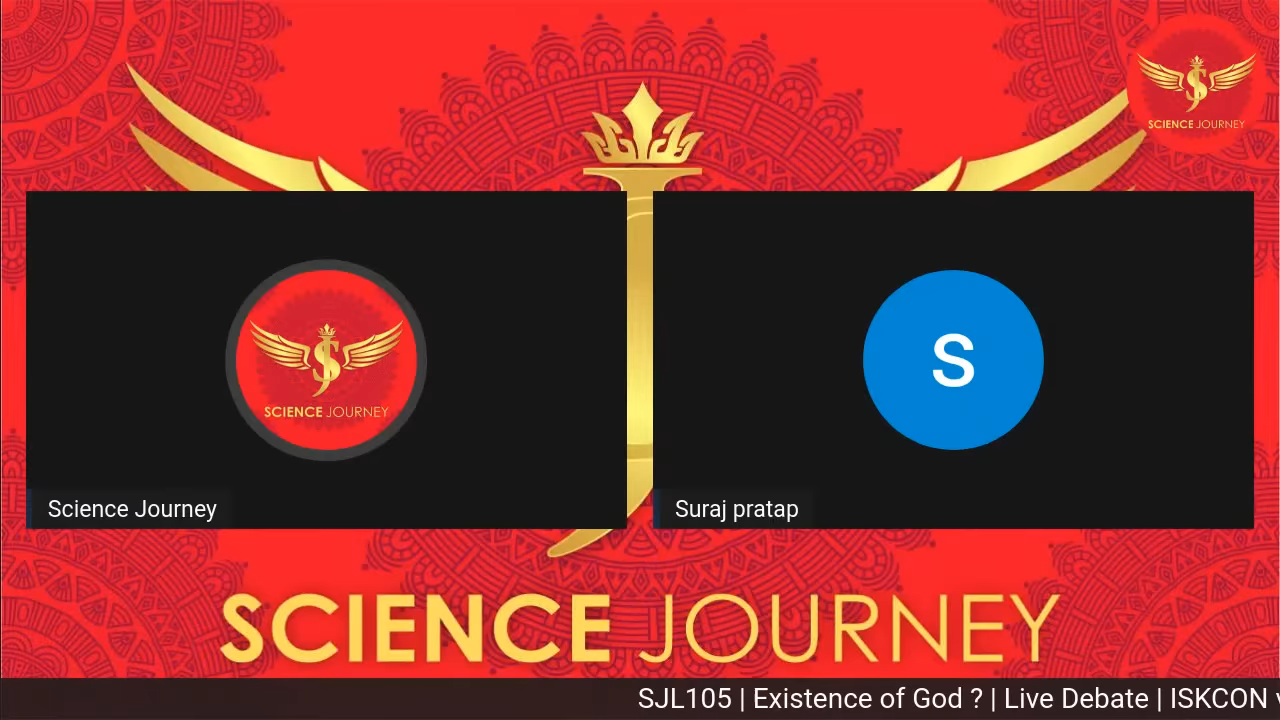 SCIENCE JOURNEY
SCIENCE JOURNEY
S
Science Journey
Suraj pratap
SCIENCE JOURNEY
SJL105 | Existence of God ? | Live Debate | ISKCON